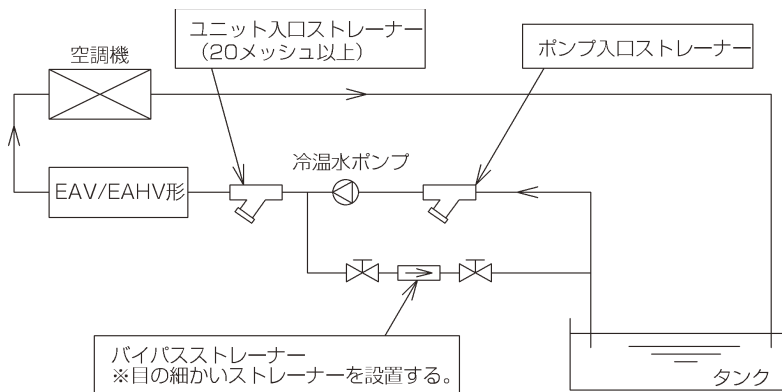 ユニット入口ストレーナー
（20メッシュ以上）
ポンプ入口ストレーナー
空調機
冷温水ポンプ
EAV/EAHV形
バイパスストレーナー
※目の細かいストレーナーを設置する。
タンク